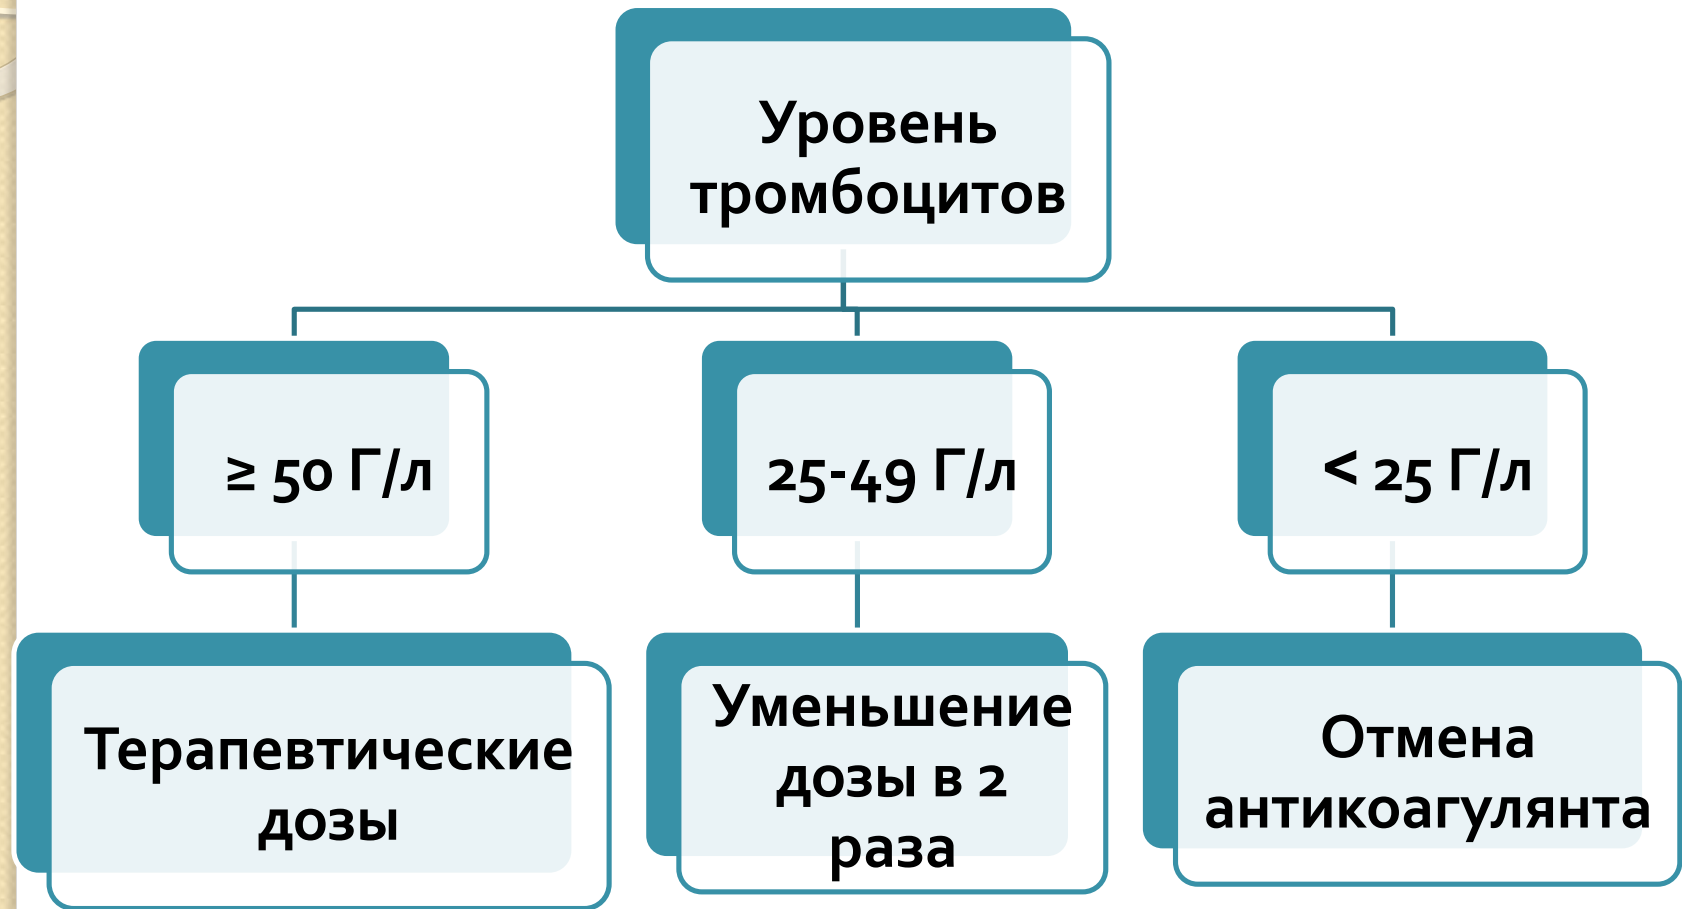 Уровень
тромбоцитов
≥ 50 Г/л
25-49 Г/л
< 25 Г/л
Терапевтические
дозы
Уменьшение
дозы в 2
раза
Отмена
антикоагулянта